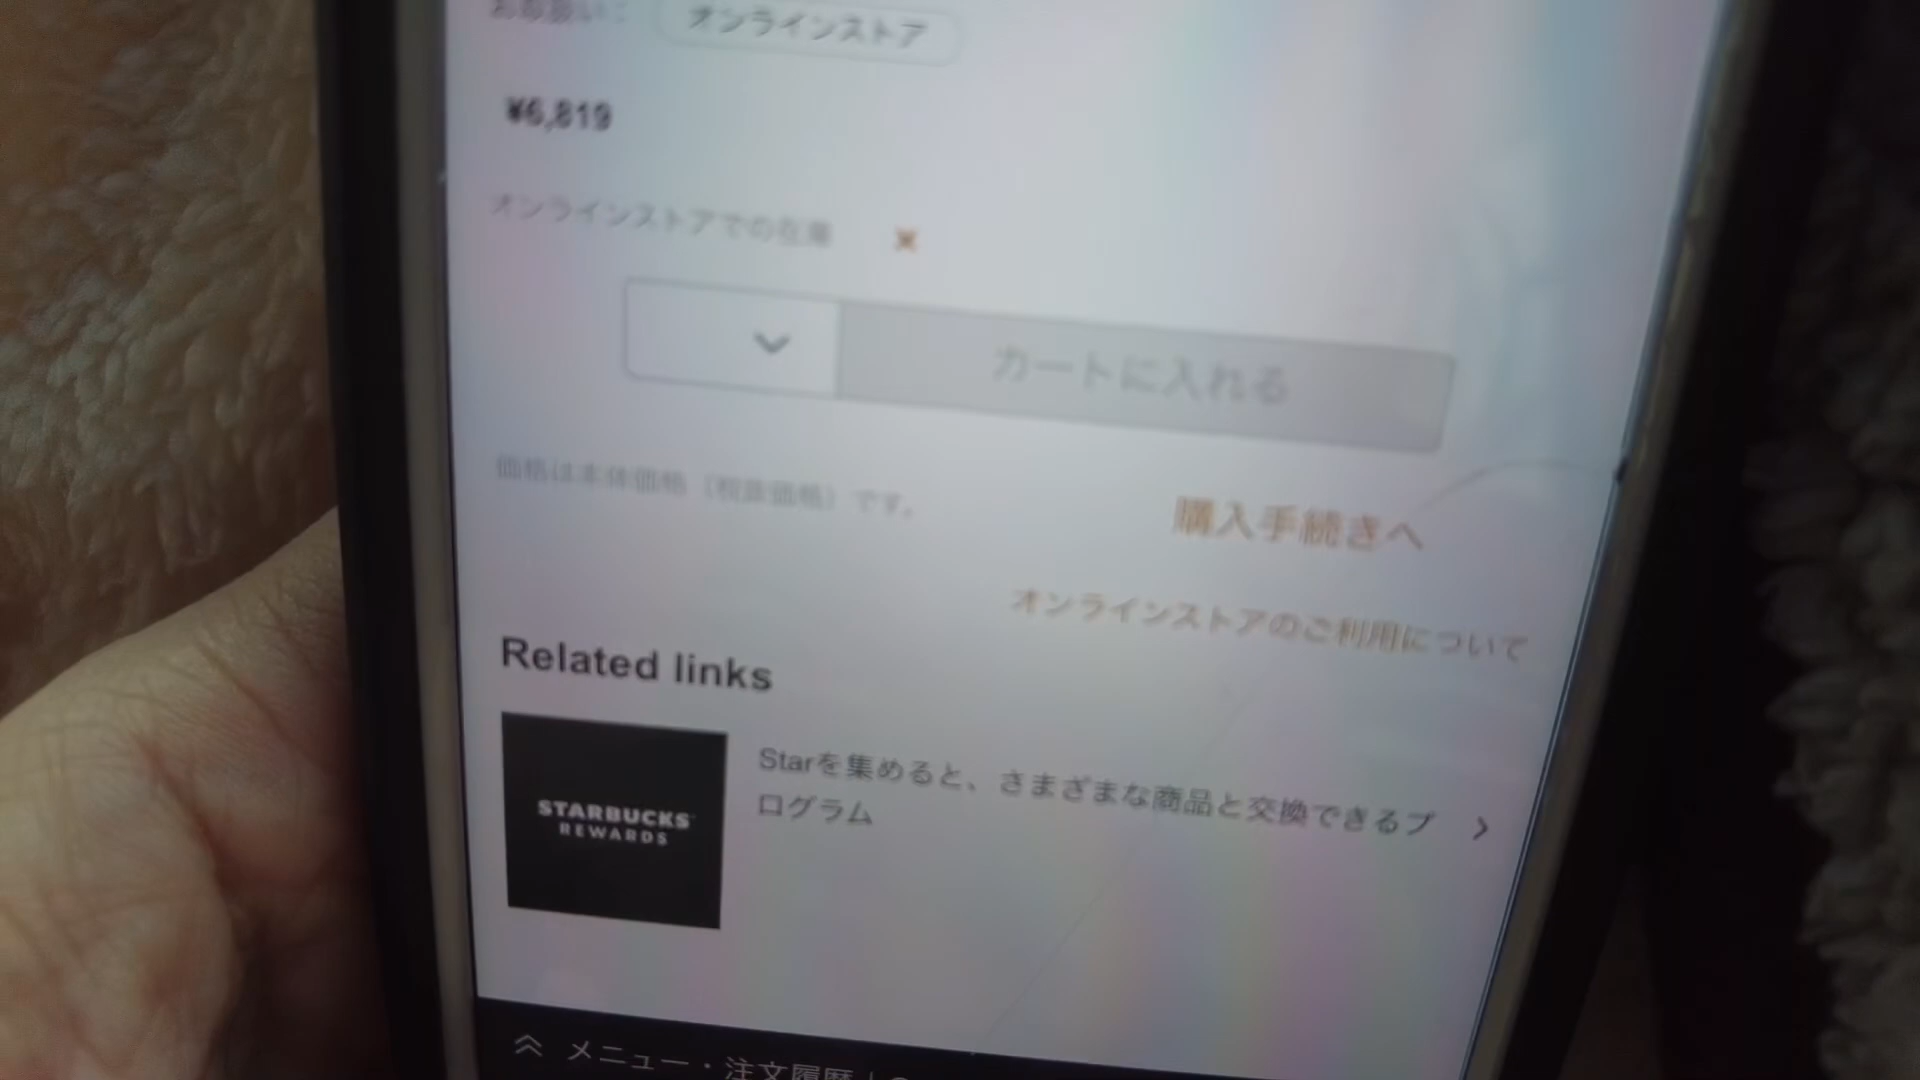 お取扱い：
オンラインストア
¥6,819
オンラインストアでの在庫 ×
カートに入れる
価格は本体価格（税抜価格）です。
購入手続きへ
オンラインストアのご利用について
Related links
STARBUCKS
REWARDS
Starを集めると、さまざまな商品と交換できるプ
ログラム
メニュー・注文履歴